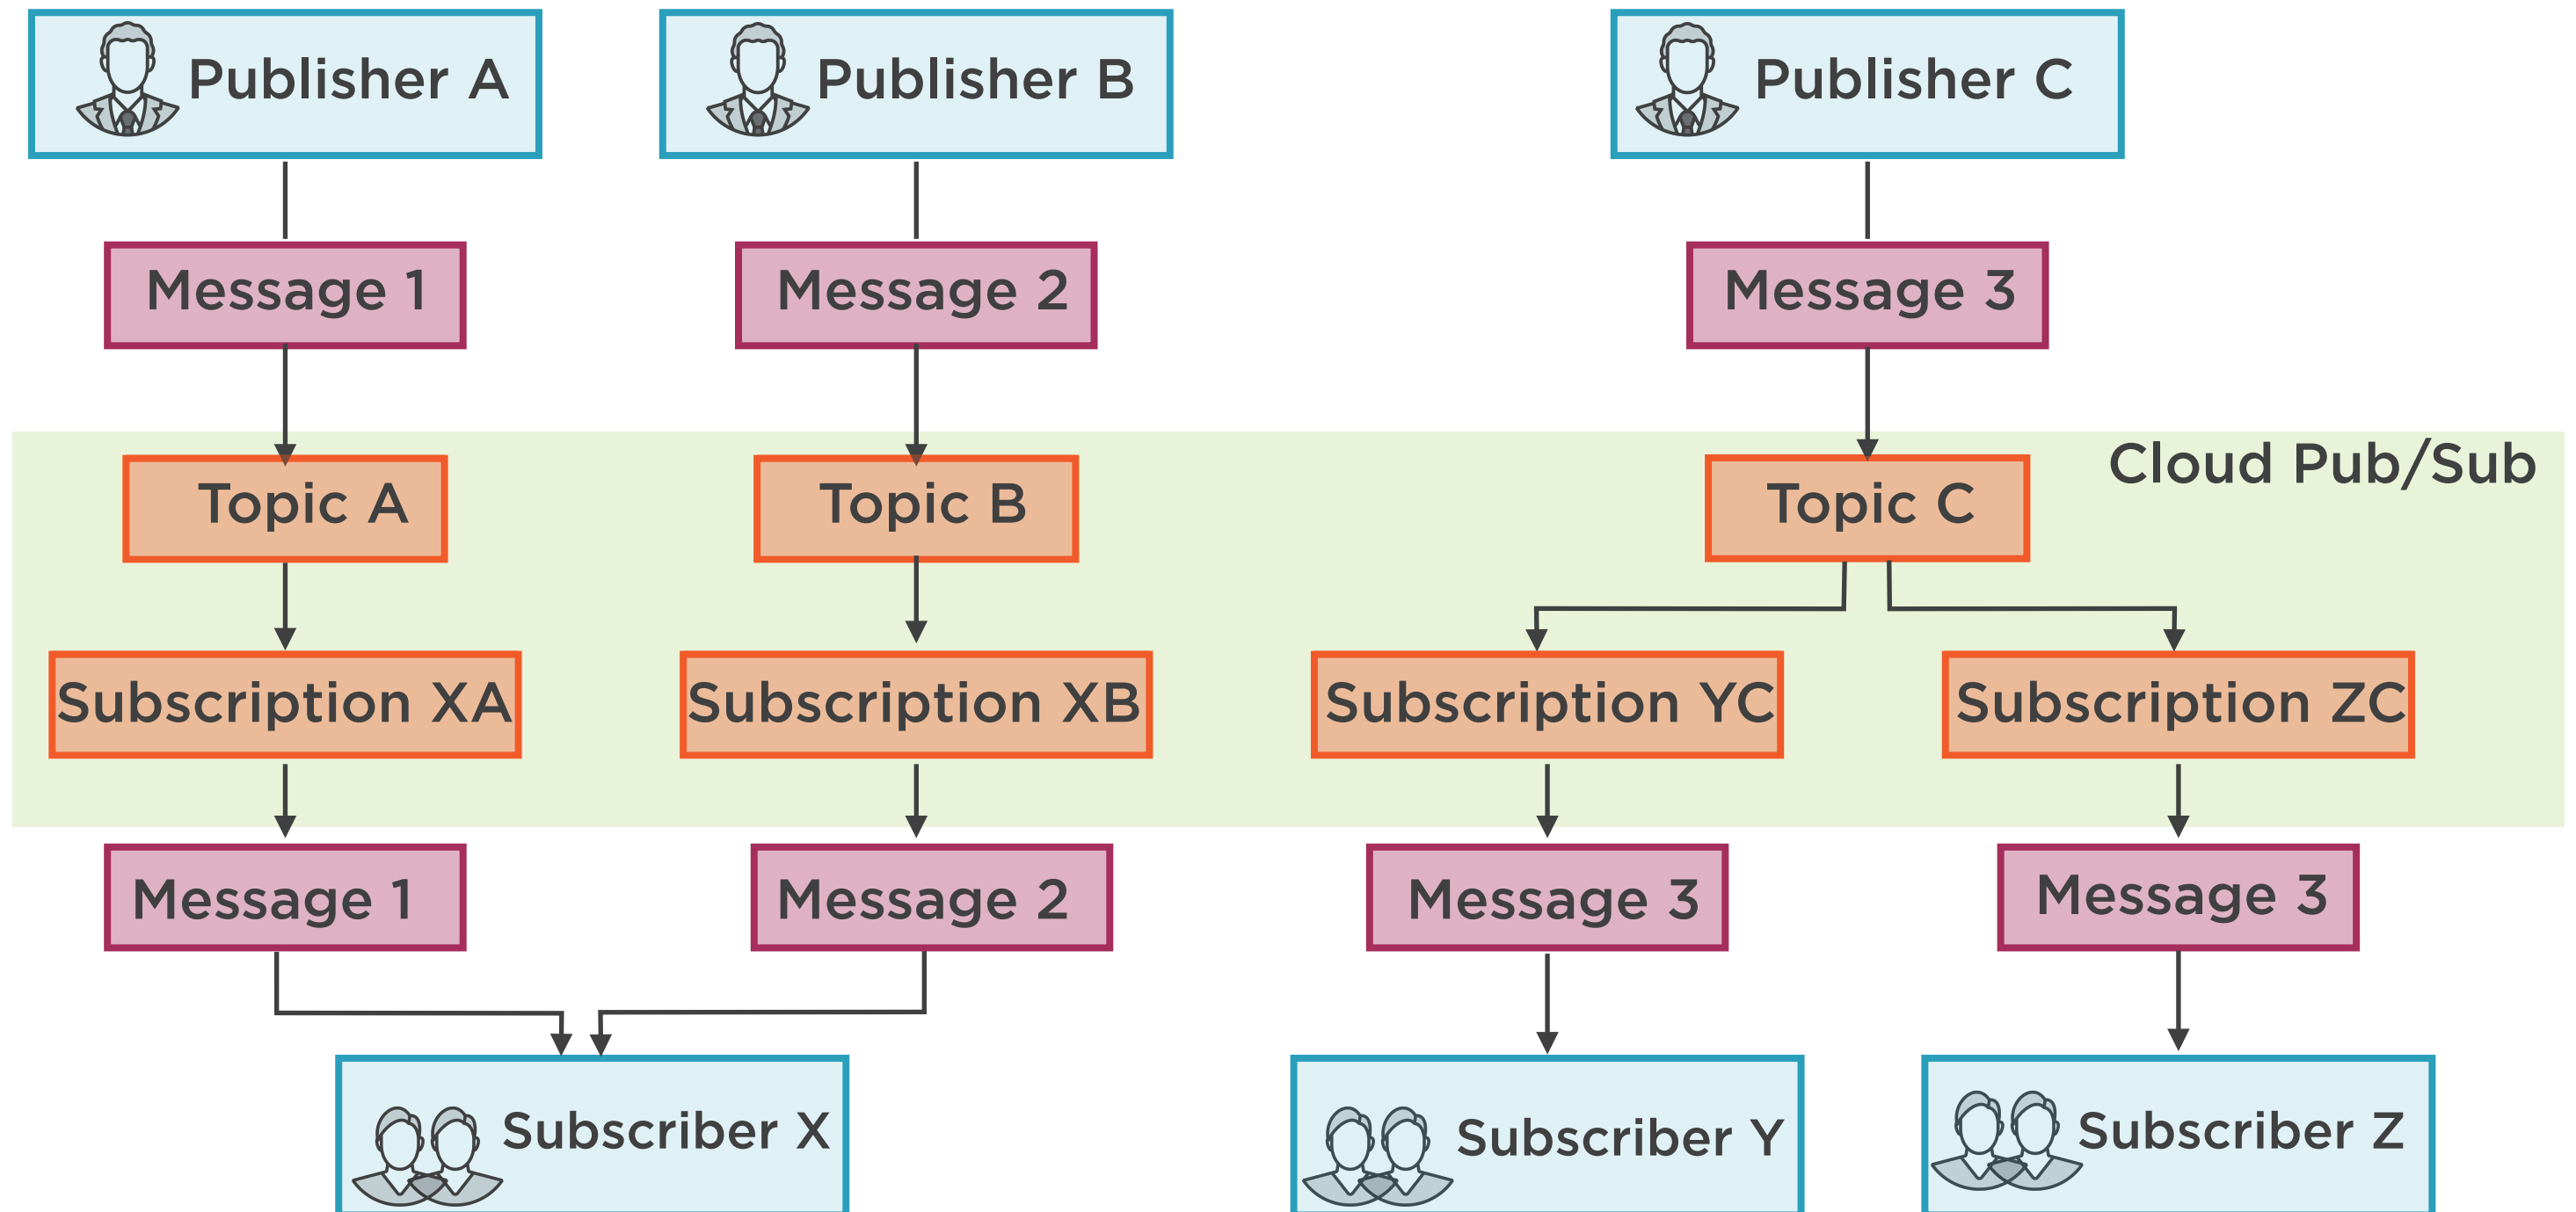 Publisher A
Publisher B
Publisher C
Message 1
Message 2
Message 3
Cloud Pub/Sub
Topic A
Topic B
Topic C
Subscription XA
Subscription XB
Subscription YC
Subscription ZC
Message 1
Message 2
Message 3
Message 3
Subscriber X
Subscriber Y
Subscriber Z